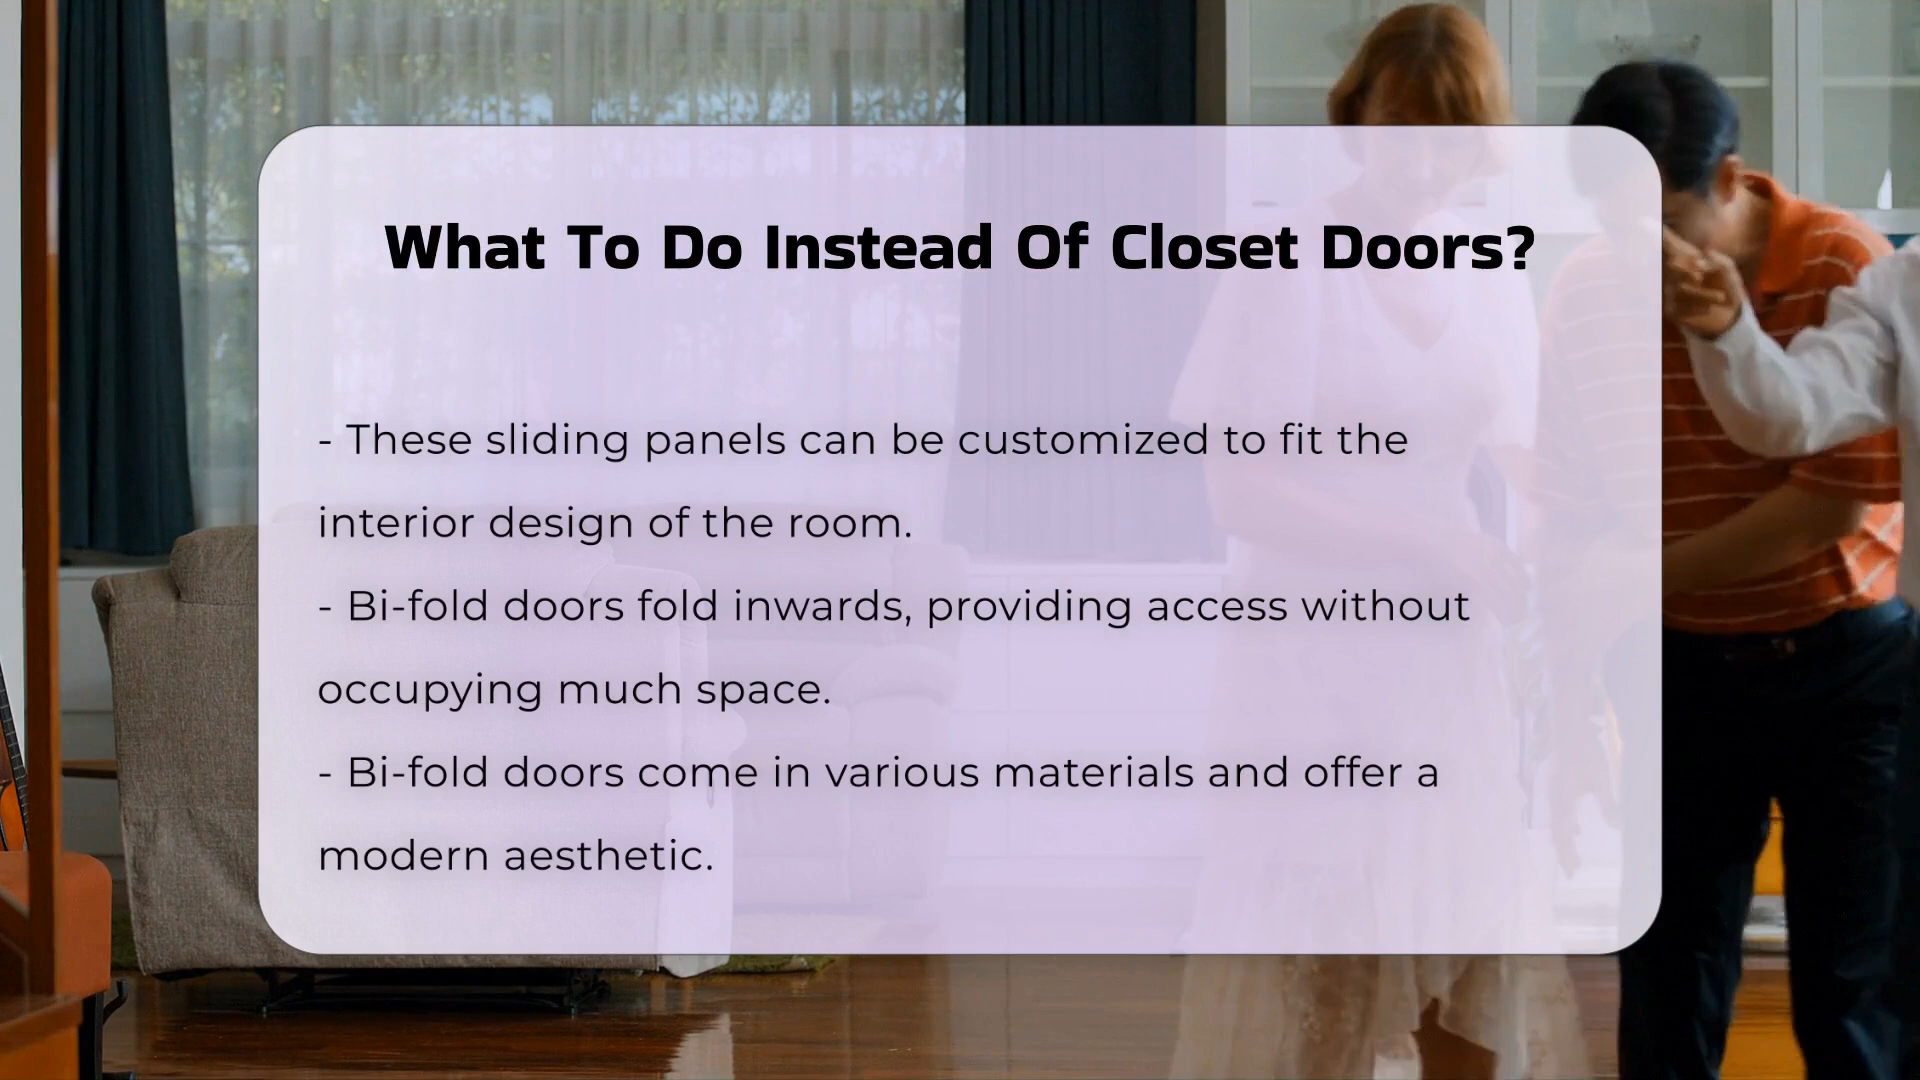 What To Do Instead Of Closet Doors?
- These sliding panels can be customized to fit the
interior design of the room.
- Bi-fold doors fold inwards, providing access without
occupying much space.
- Bi-fold doors come in various materials and offer a
modern aesthetic.